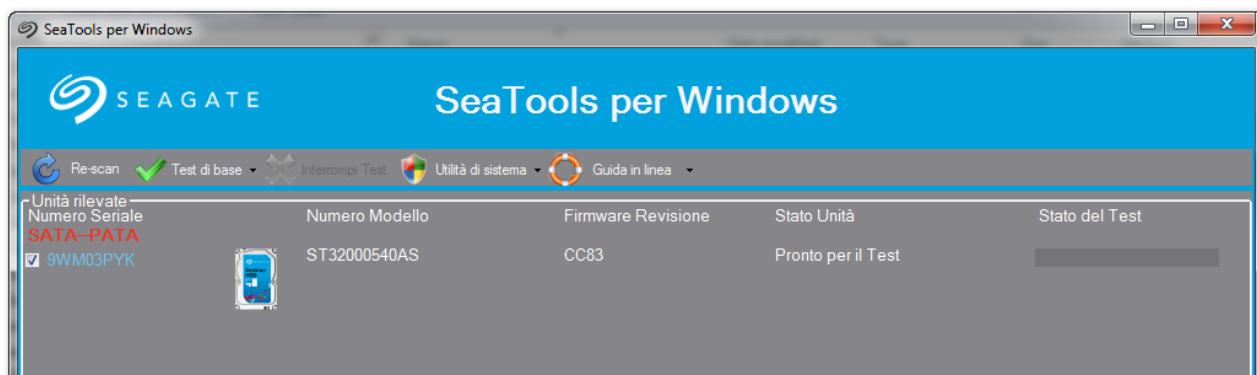 SeaTools per Windows
SEAGATE
SeaTools per Windows
Re-scan Test di base Interrompi Test Utilità di sistema Guida in linea
Unità rilevate
Numero Seriale Numero Modello Firmware Revisione Stato Unità Stato del Test
SATA--PATA
9WM03PYK ST32000540AS CC83 Pronto per il Test